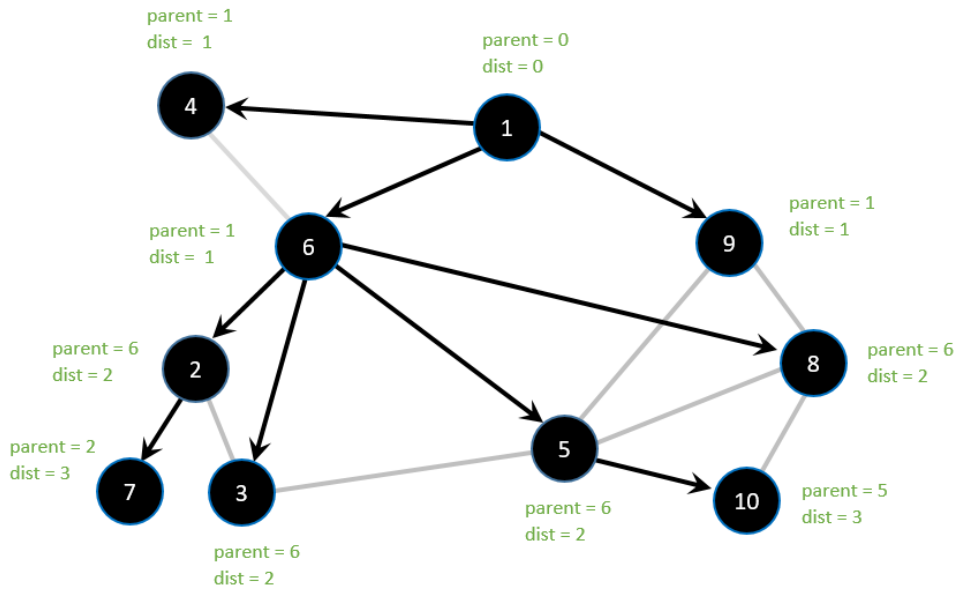 parent = 1
dist =  1
parent = 0
dist = 0
4
1
parent = 1
dist = 1
parent = 1
dist =  1
6
9
parent = 6
dist = 2
2
8
parent = 6
dist = 2
parent = 2
dist = 3
7
3
5
10
parent = 5
dist = 3
parent = 6
dist = 2
parent = 6
dist = 2